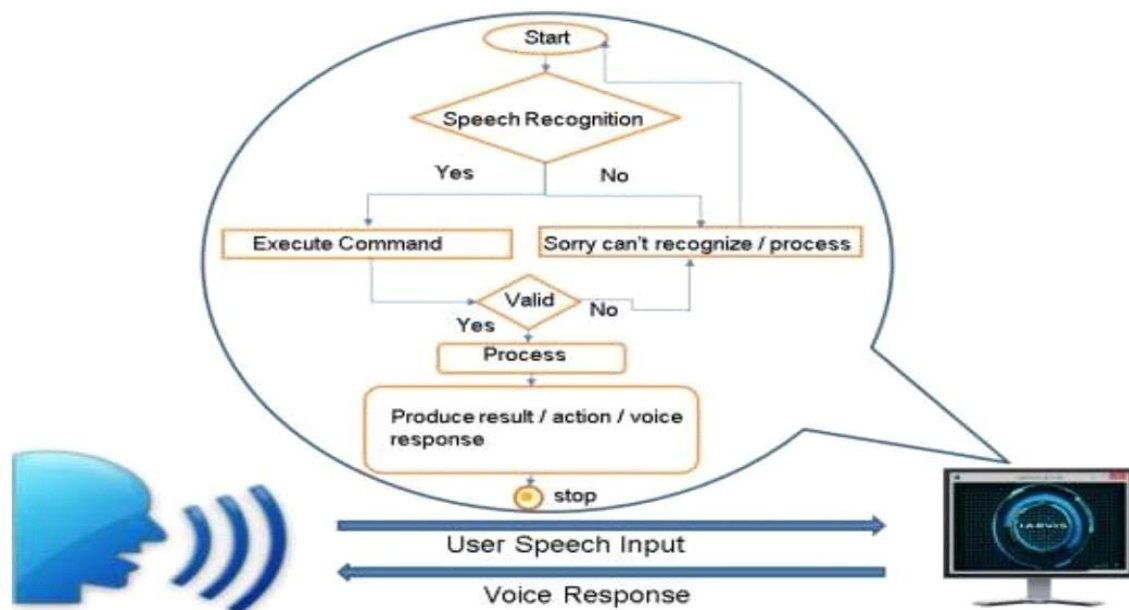 Start
Speech Recognition
Yes
No
Execute Command
Sorry can't recognize / process
Valid
Yes
No
Process
Produce result / action / voice
response
stop
User Speech Input
Voice Response
JARVIS